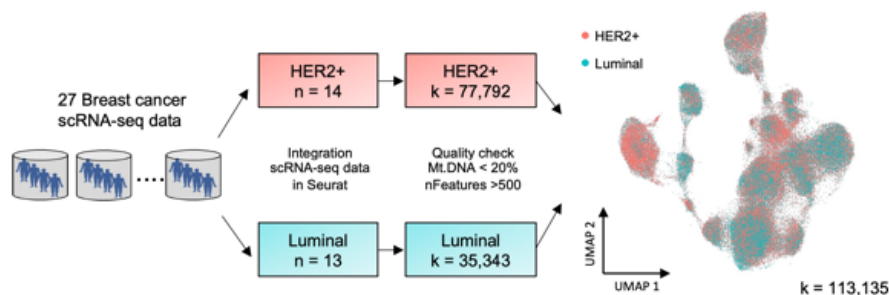 27 Breast cancer
scRNA-seq data
HER2+
n = 14
HER2+
k = 77,792
Integration
scRNA-seq data
in Seurat
Quality check
Mt.DNA < 20%
nFeatures >500
Luminal
n = 13
Luminal
k = 35,343
HER2+
Luminal
UMAP 2
UMAP 1
k = 113,135